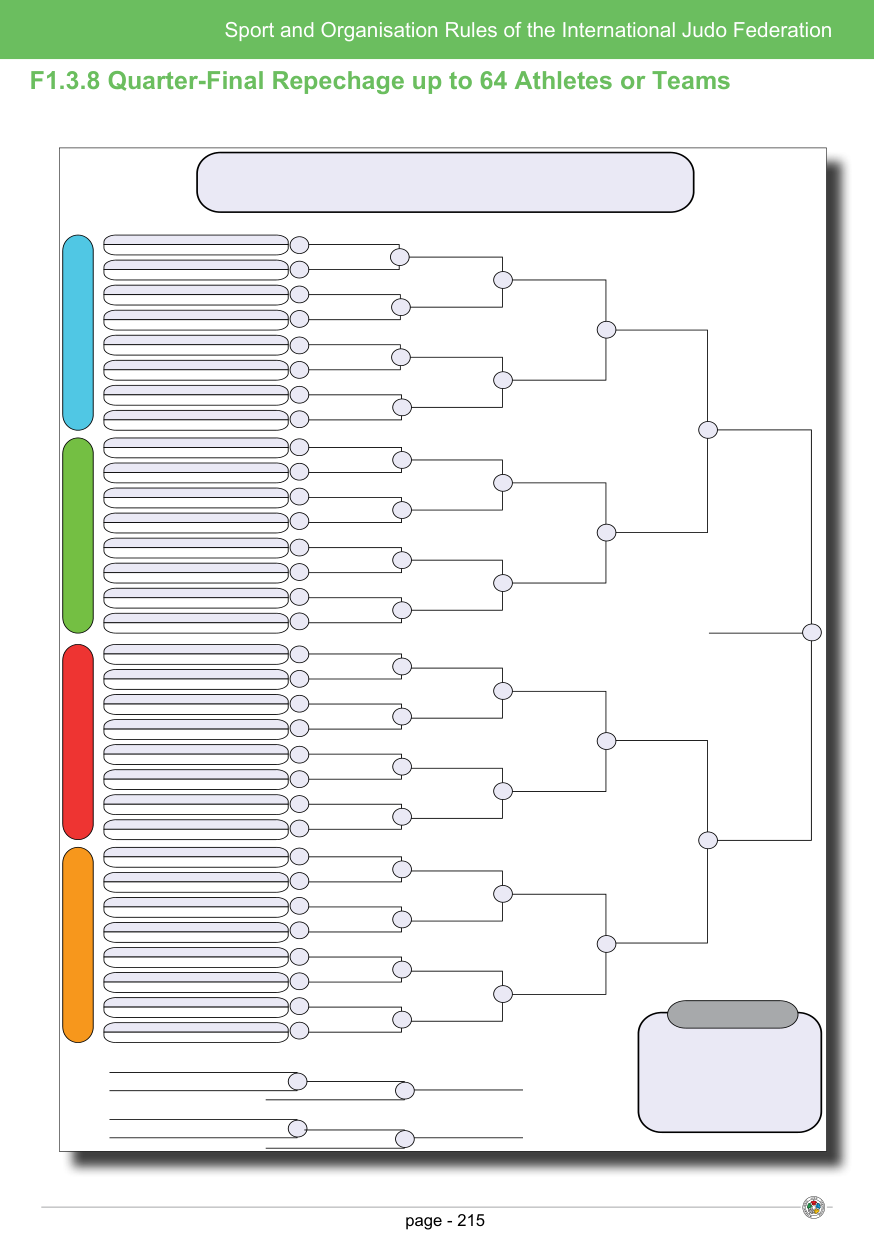 Sport and Organisation Rules of the International Judo Federation
F1.3.8 Quarter-Final Repechage up to 64 Athletes or Teams
page - 215